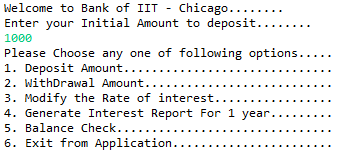 Welcome to Bank of IIT - Chicago........
Enter your Initial Amount to deposit........
1000
Please Choose any one of following options.....
1. Deposit Amount..............................
2. WithDrawal Amount...........................
3. Modify the Rate of interest.................
4. Generate Interest Report For 1 year.........
5. Balance Check...............................
6. Exit from Application.......................